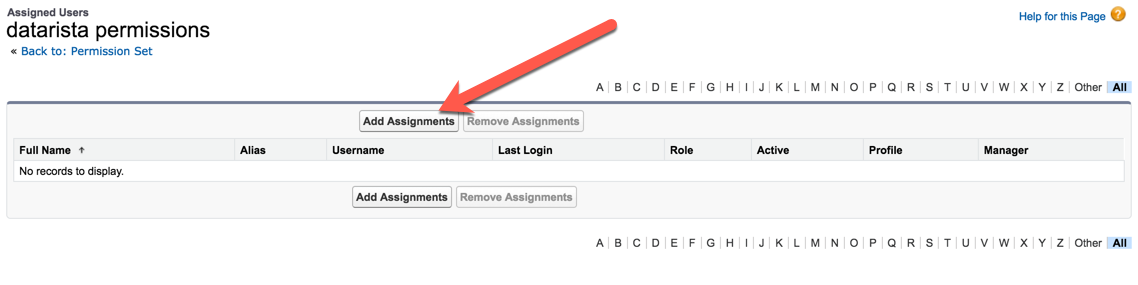 Assigned Users
datarista permissions
Help for this Page ?
« Back to: Permission Set
A B C D E F G H I J K L M N O P Q R S T U V W X Y Z Other All
Add Assignments Remove Assignments
Full Name ↑ Alias Username Last Login Role Active Profile Manager
No records to display.
Add Assignments Remove Assignments
A B C D E F G H I J K L M N O P Q R S T U V W X Y Z Other All